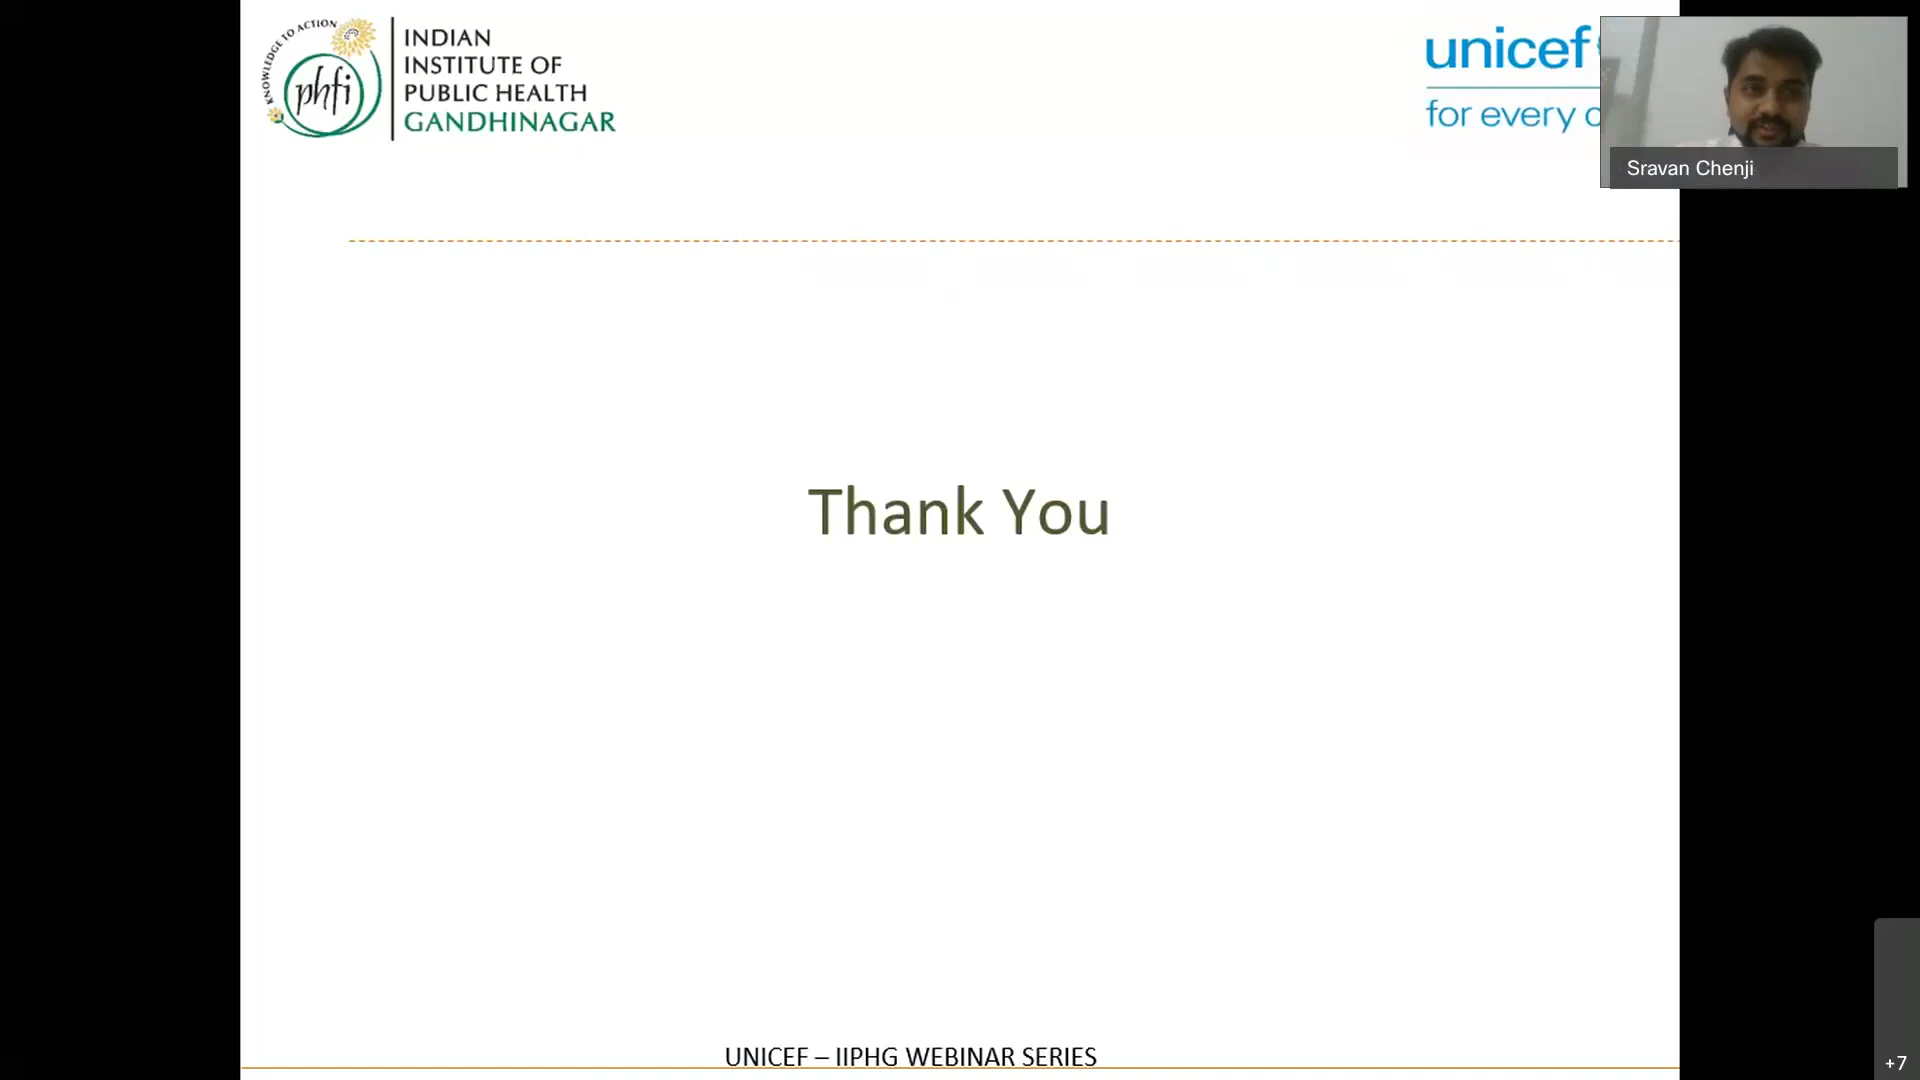 KNOWLEDGE TO ACTION
phfi
INDIAN
INSTITUTE OF
PUBLIC HEALTH
GANDHINAGAR
unicef
for every c
Sravan Chenji
Thank You
UNICEF – IIPHG WEBINAR SERIES
+7